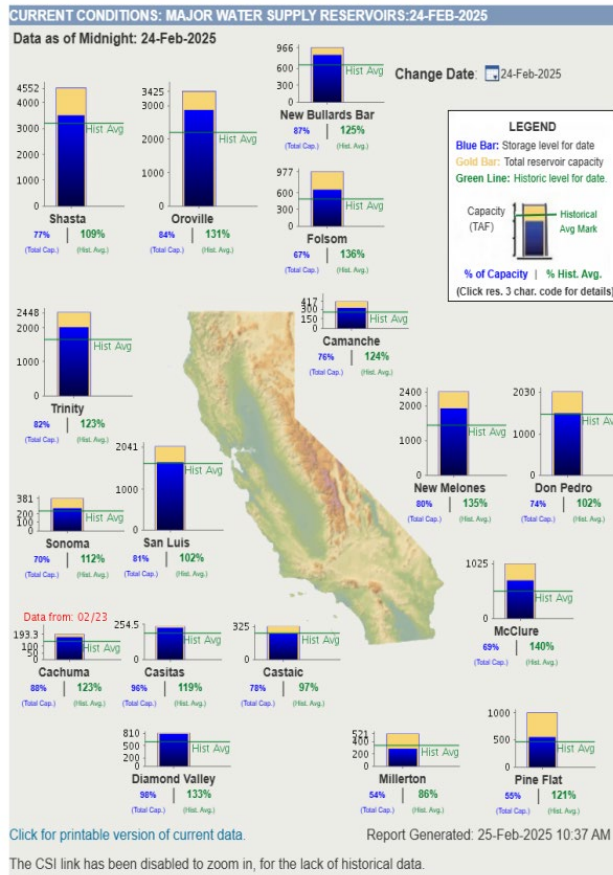 CURRENT CONDITIONS: MAJOR WATER SUPPLY RESERVOIRS:24-FEB-2025
Data as of Midnight: 24-Feb-2025
Change Date: 24-Feb-2025
4552
4000
3000
2000
1000
0
Hist Avg
Shasta
77% | 109%
(Total Cap.) (Hist. Avg.)
3425
3000
2000
1000
0
Hist Avg
Oroville
84% | 131%
(Total Cap.) (Hist. Avg.)
966
600
300
0
Hist Avg
New Bullards Bar
87% | 125%
(Total Cap.) (Hist. Avg.)
977
600
300
0
Hist Avg
Folsom
67% | 136%
(Total Cap.) (Hist. Avg.)
LEGEND
Blue Bar: Storage level for date
Gold Bar: Total reservoir capacity
Green Line: Historic level for date.
Capacity
(TAF)
Historical
Avg Mark
% of Capacity | % Hist. Avg.
(Click res. 3 char. code for details)
2448
2000
1000
0
Hist Avg
Trinity
82% | 123%
(Total Cap.) (Hist. Avg.)
417
300
150
0
Hist Avg
Camanche
76% | 124%
(Total Cap.) (Hist. Avg.)
2400
2000
1000
0
Hist Avg
New Melones
80% | 135%
(Total Cap.) (Hist. Avg.)
2030
1000
0
Hist Av
Don Pedro
74% | 102%
(Total Cap.) (Hist. Avg.)
381
200
100
0
Hist Avg
Sonoma
70% | 112%
(Total Cap.) (Hist. Avg.)
2041
1000
0
Hist Avg
San Luis
81% | 102%
(Total Cap.) (Hist. Avg.)
1025
0
Hist Avg
McClure
69% | 140%
(Total Cap.) (Hist. Avg.)
Data from: 02/23
193.3
100
50
0
Hist Avg
Cachuma
88% | 123%
(Total Cap.) (Hist. Avg.)
254.5
0
Hist Avg
Casitas
96% | 119%
(Total Cap.) (Hist. Avg.)
325
0
Hist Avg
Castaic
78% | 97%
(Total Cap.) (Hist. Avg.)
810
600
400
200
0
Hist Avg
Diamond Valley
98% | 133%
(Total Cap.) (Hist. Avg.)
521
400
200
0
Hist Avg
Millerton
54% | 86%
(Total Cap.) (Hist. Avg.)
1000
500
0
Hist Avg
Pine Flat
55% | 121%
(Total Cap.) (Hist. Avg.)
Click for printable version of current data.
Report Generated: 25-Feb-2025 10:37 AM
The CSI link has been disabled to zoom in, for the lack of historical data.